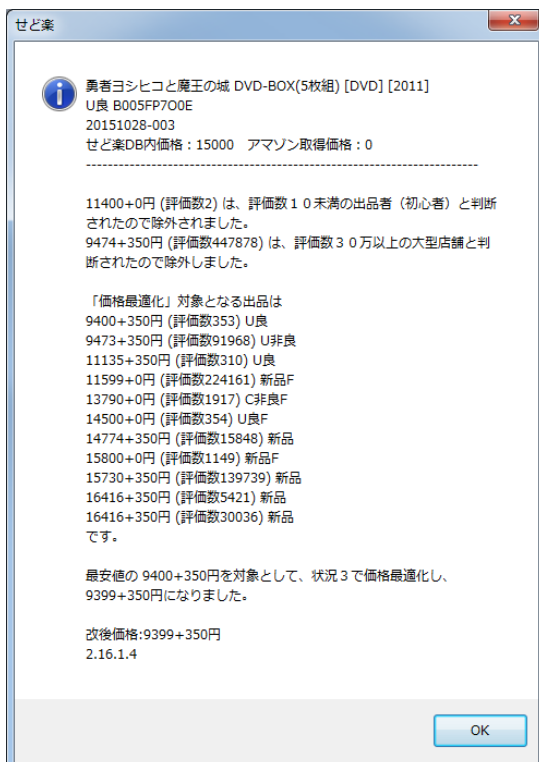 せど楽
勇者ヨシヒコと魔王の城 DVD-BOX(5枚組) [DVD] [2011]
U良 B005FP7O0E
20151028-003
せど楽DB内価格：15000　アマゾン取得価格：0
-----------------------------------------------------------------------
11400+0円 (評価数2) は、評価数１０未満の出品者（初心者）と判断
されたので除外されました。
9474+350円 (評価数447878) は、評価数３０万以上の大型店舗と判
断されたので除外しました。
「価格最適化」対象となる出品は
9400+350円 (評価数353) U良
9473+350円 (評価数91968) U非良
11135+350円 (評価数310) U良
11599+0円 (評価数224161) 新品F
13790+0円 (評価数1917) C非良F
14500+0円 (評価数354) U良F
14774+350円 (評価数15848) 新品
15800+0円 (評価数1149) 新品F
15730+350円 (評価数139739) 新品
16416+350円 (評価数5421) 新品
16416+350円 (評価数30036) 新品
です。
最安値の 9400+350円を対象として、状況３で価格最適化し、
9399+350円になりました。
改後価格:9399+350円
2.16.1.4
OK